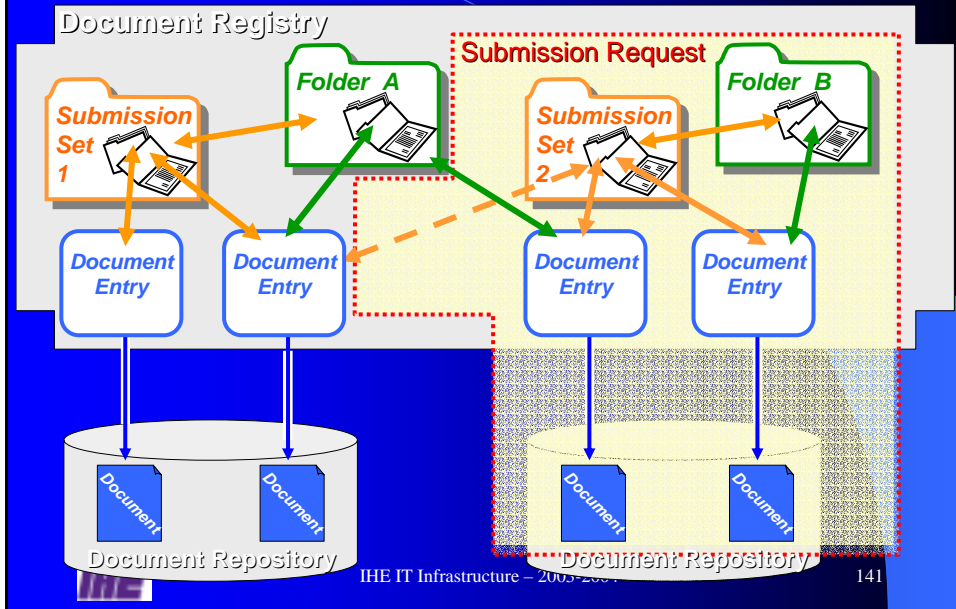 Document Registry
Submission Request
Folder A
Folder B
Submission
Set
1
Submission
Set
2
Document
Entry
Document
Entry
Document
Entry
Document
Entry
Document
Document
Document
Document
Document Repository
Document Repository
IHE
IHE IT Infrastructure –
141